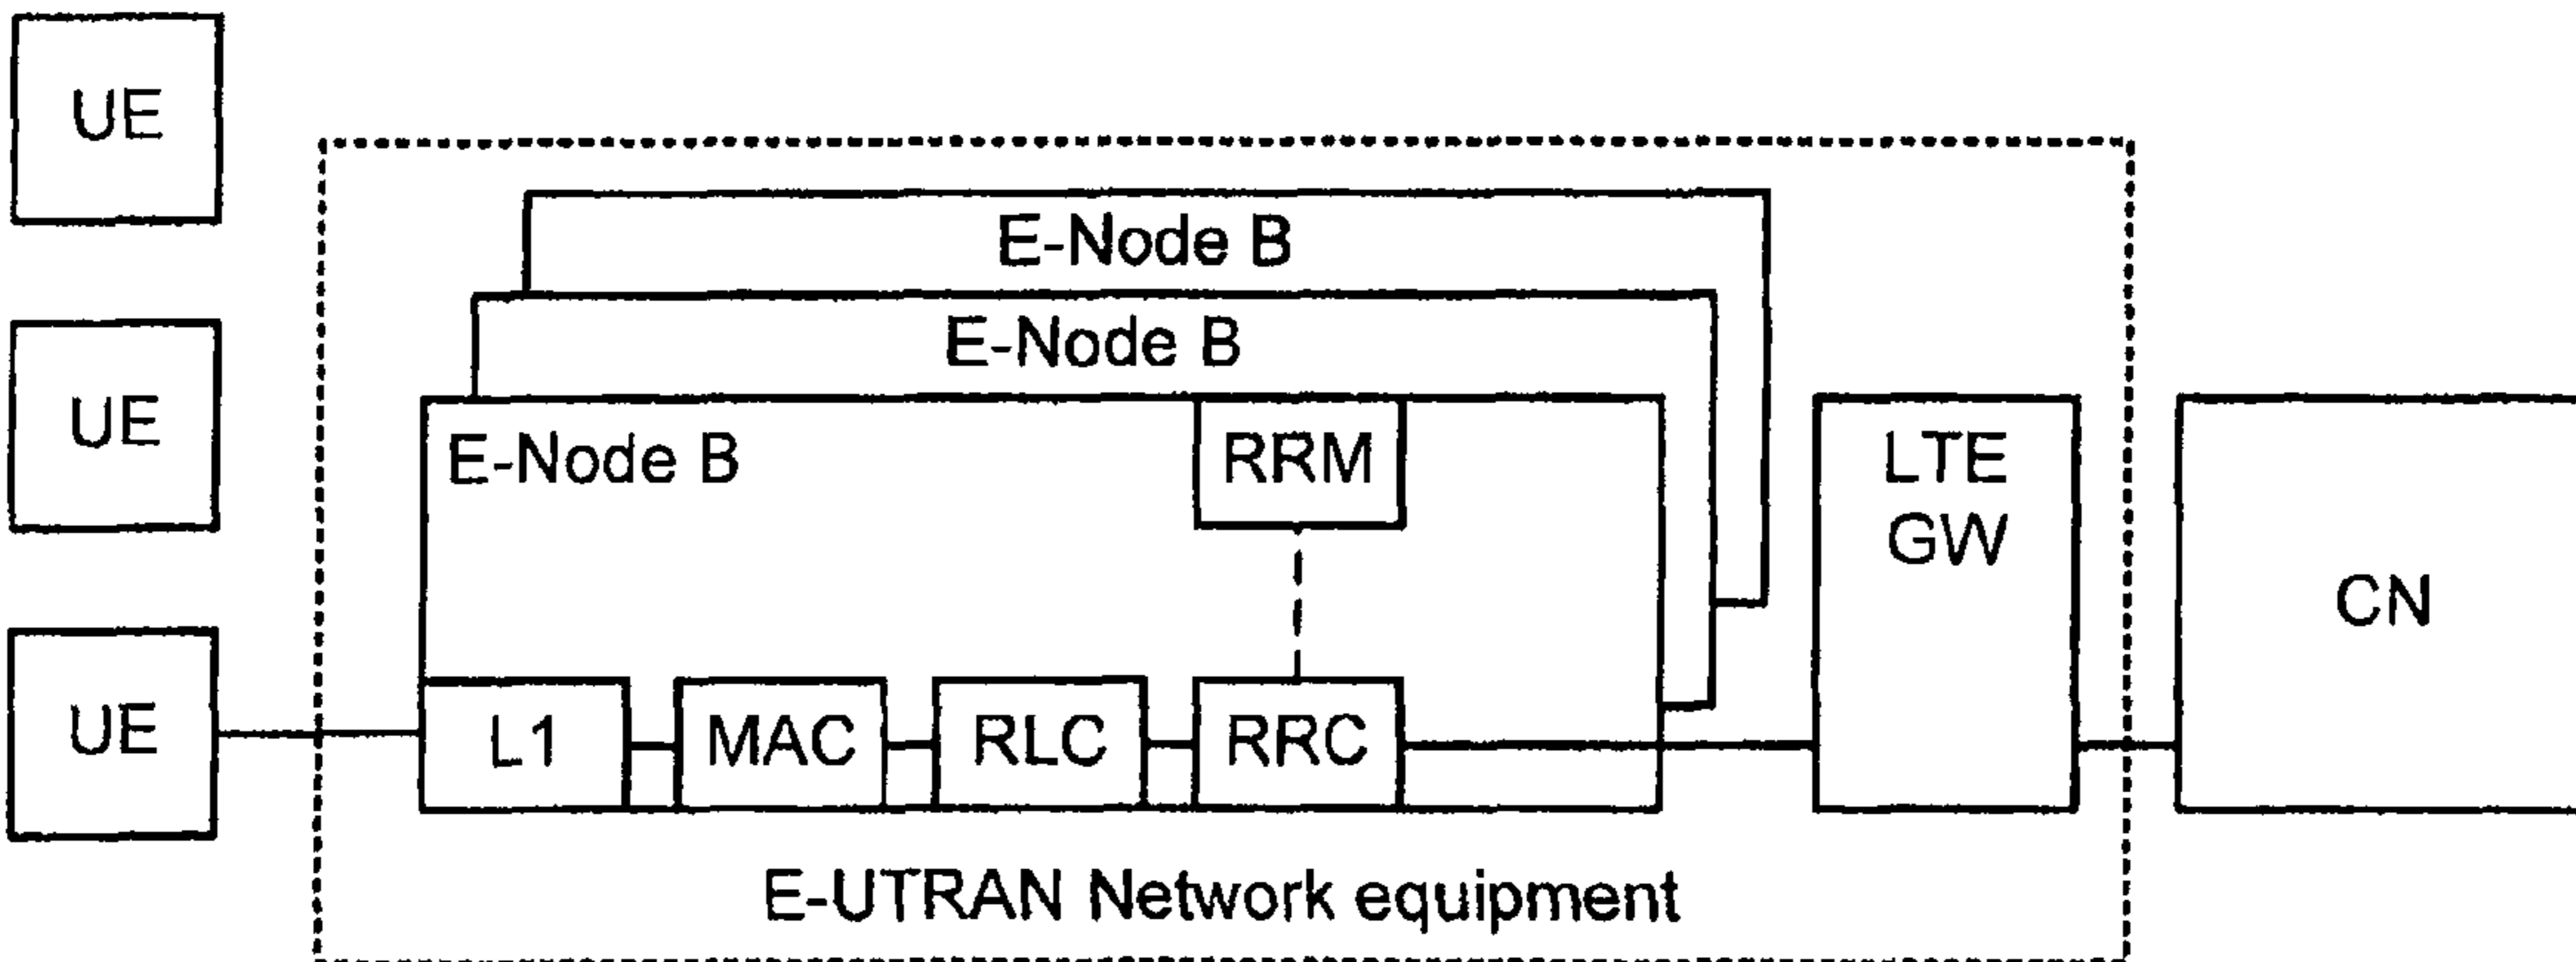 UE
E-Node B
E-Node B
UE
E-Node B
RRM
LTE
GW
CN
UE
L1
MAC
RLC
RRC
E-UTRAN Network equipment